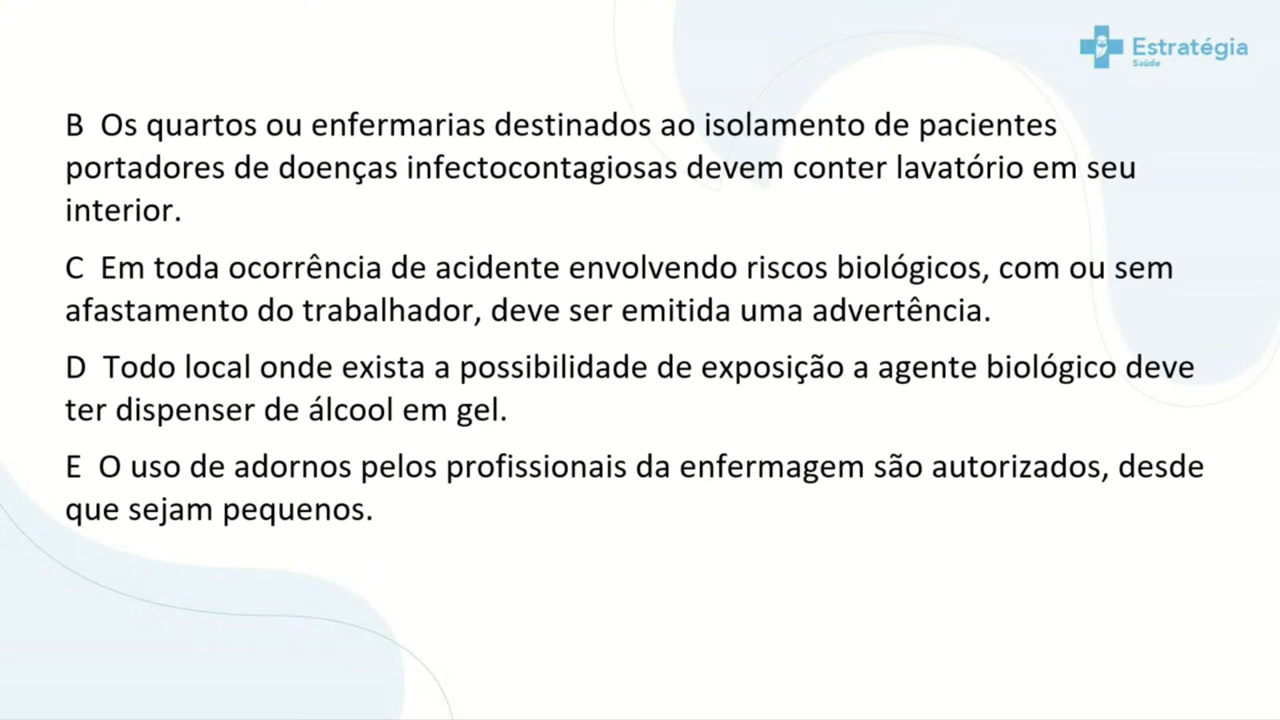 Estratégia
Saúde
B Os quartos ou enfermarias destinados ao isolamento de pacientes
portadores de doenças infectocontagiosas devem conter lavatório em seu
interior.
C Em toda ocorrência de acidente envolvendo riscos biológicos, com ou sem
afastamento do trabalhador, deve ser emitida uma advertência.
D Todo local onde exista a possibilidade de exposição a agente biológico deve
ter dispenser de álcool em gel.
E O uso de adornos pelos profissionais da enfermagem são autorizados, desde
que sejam pequenos.